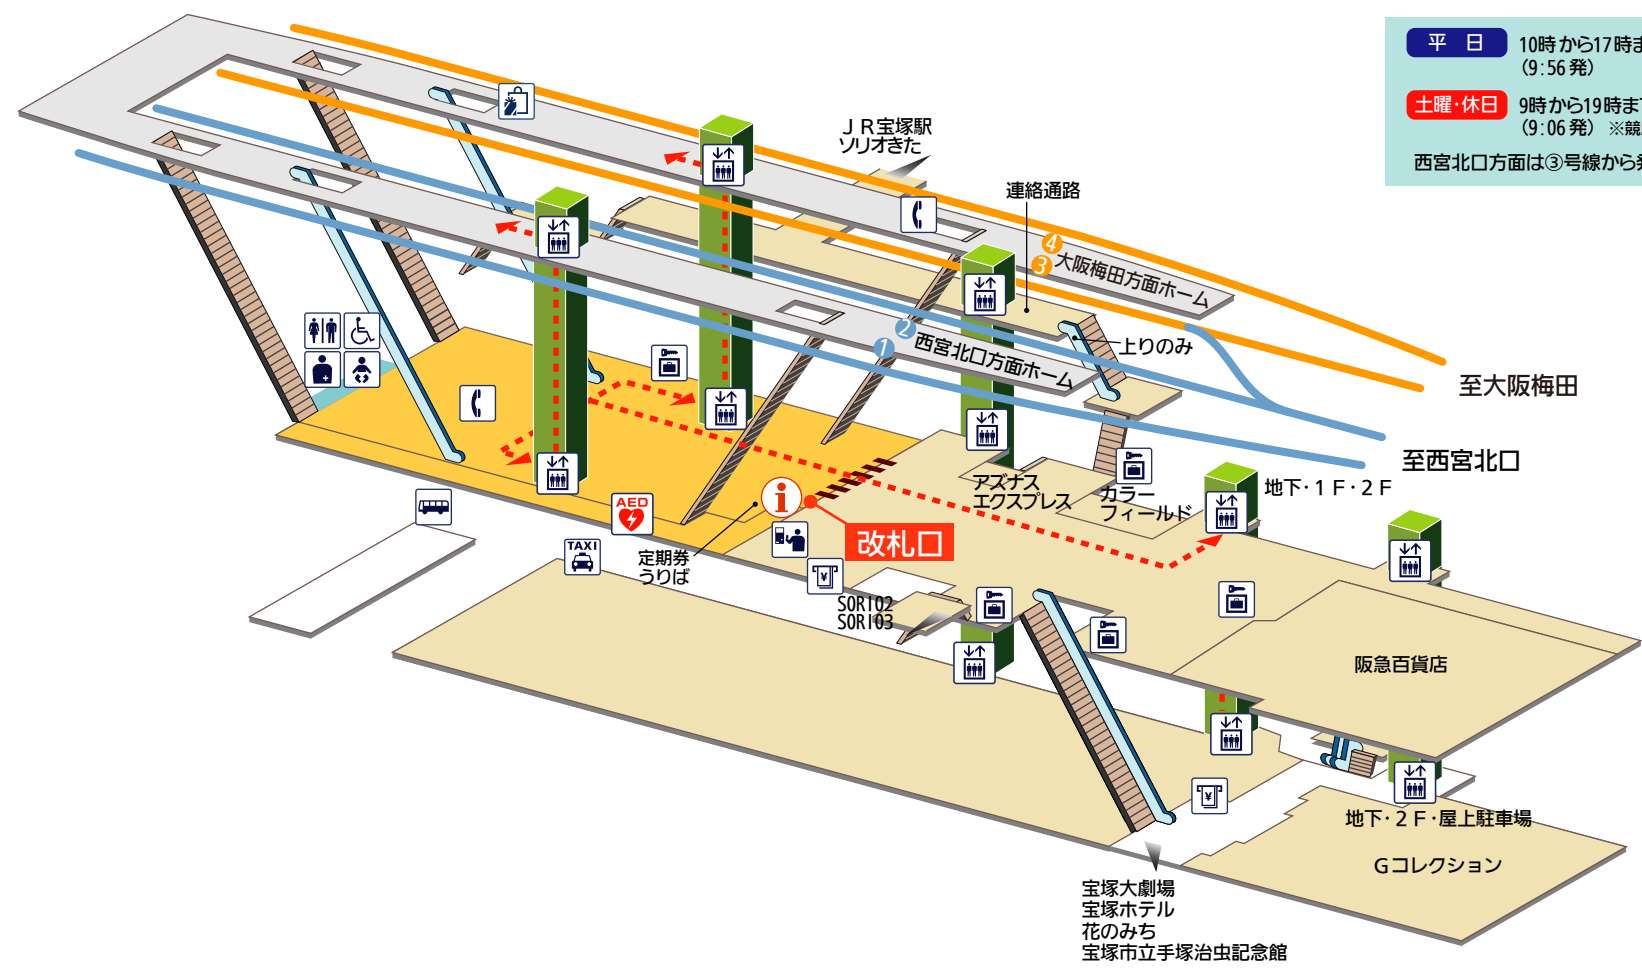 平 日
10時から17時ま
(9:56 発)
土曜・休日
9時から19時まで
(9:06 発) ※競
西宮北口方面は③号線から発
JR宝塚駅
ソリオきた
連絡通路
4
3
大阪梅田方面ホーム
2
1
西宮北口方面ホーム
上りのみ
至大阪梅田
至西宮北口
アズナス
エクスプレス
カラー
フィールド
地下・1F・2F
AED
i
改札口
定期券
うりば
TAXI
¥
SORIO2
SORIO3
阪急百貨店
¥
地下・2F・屋上駐車場
Gコレクション
宝塚大劇場
宝塚ホテル
花のみち
宝塚市立手塚治虫記念館